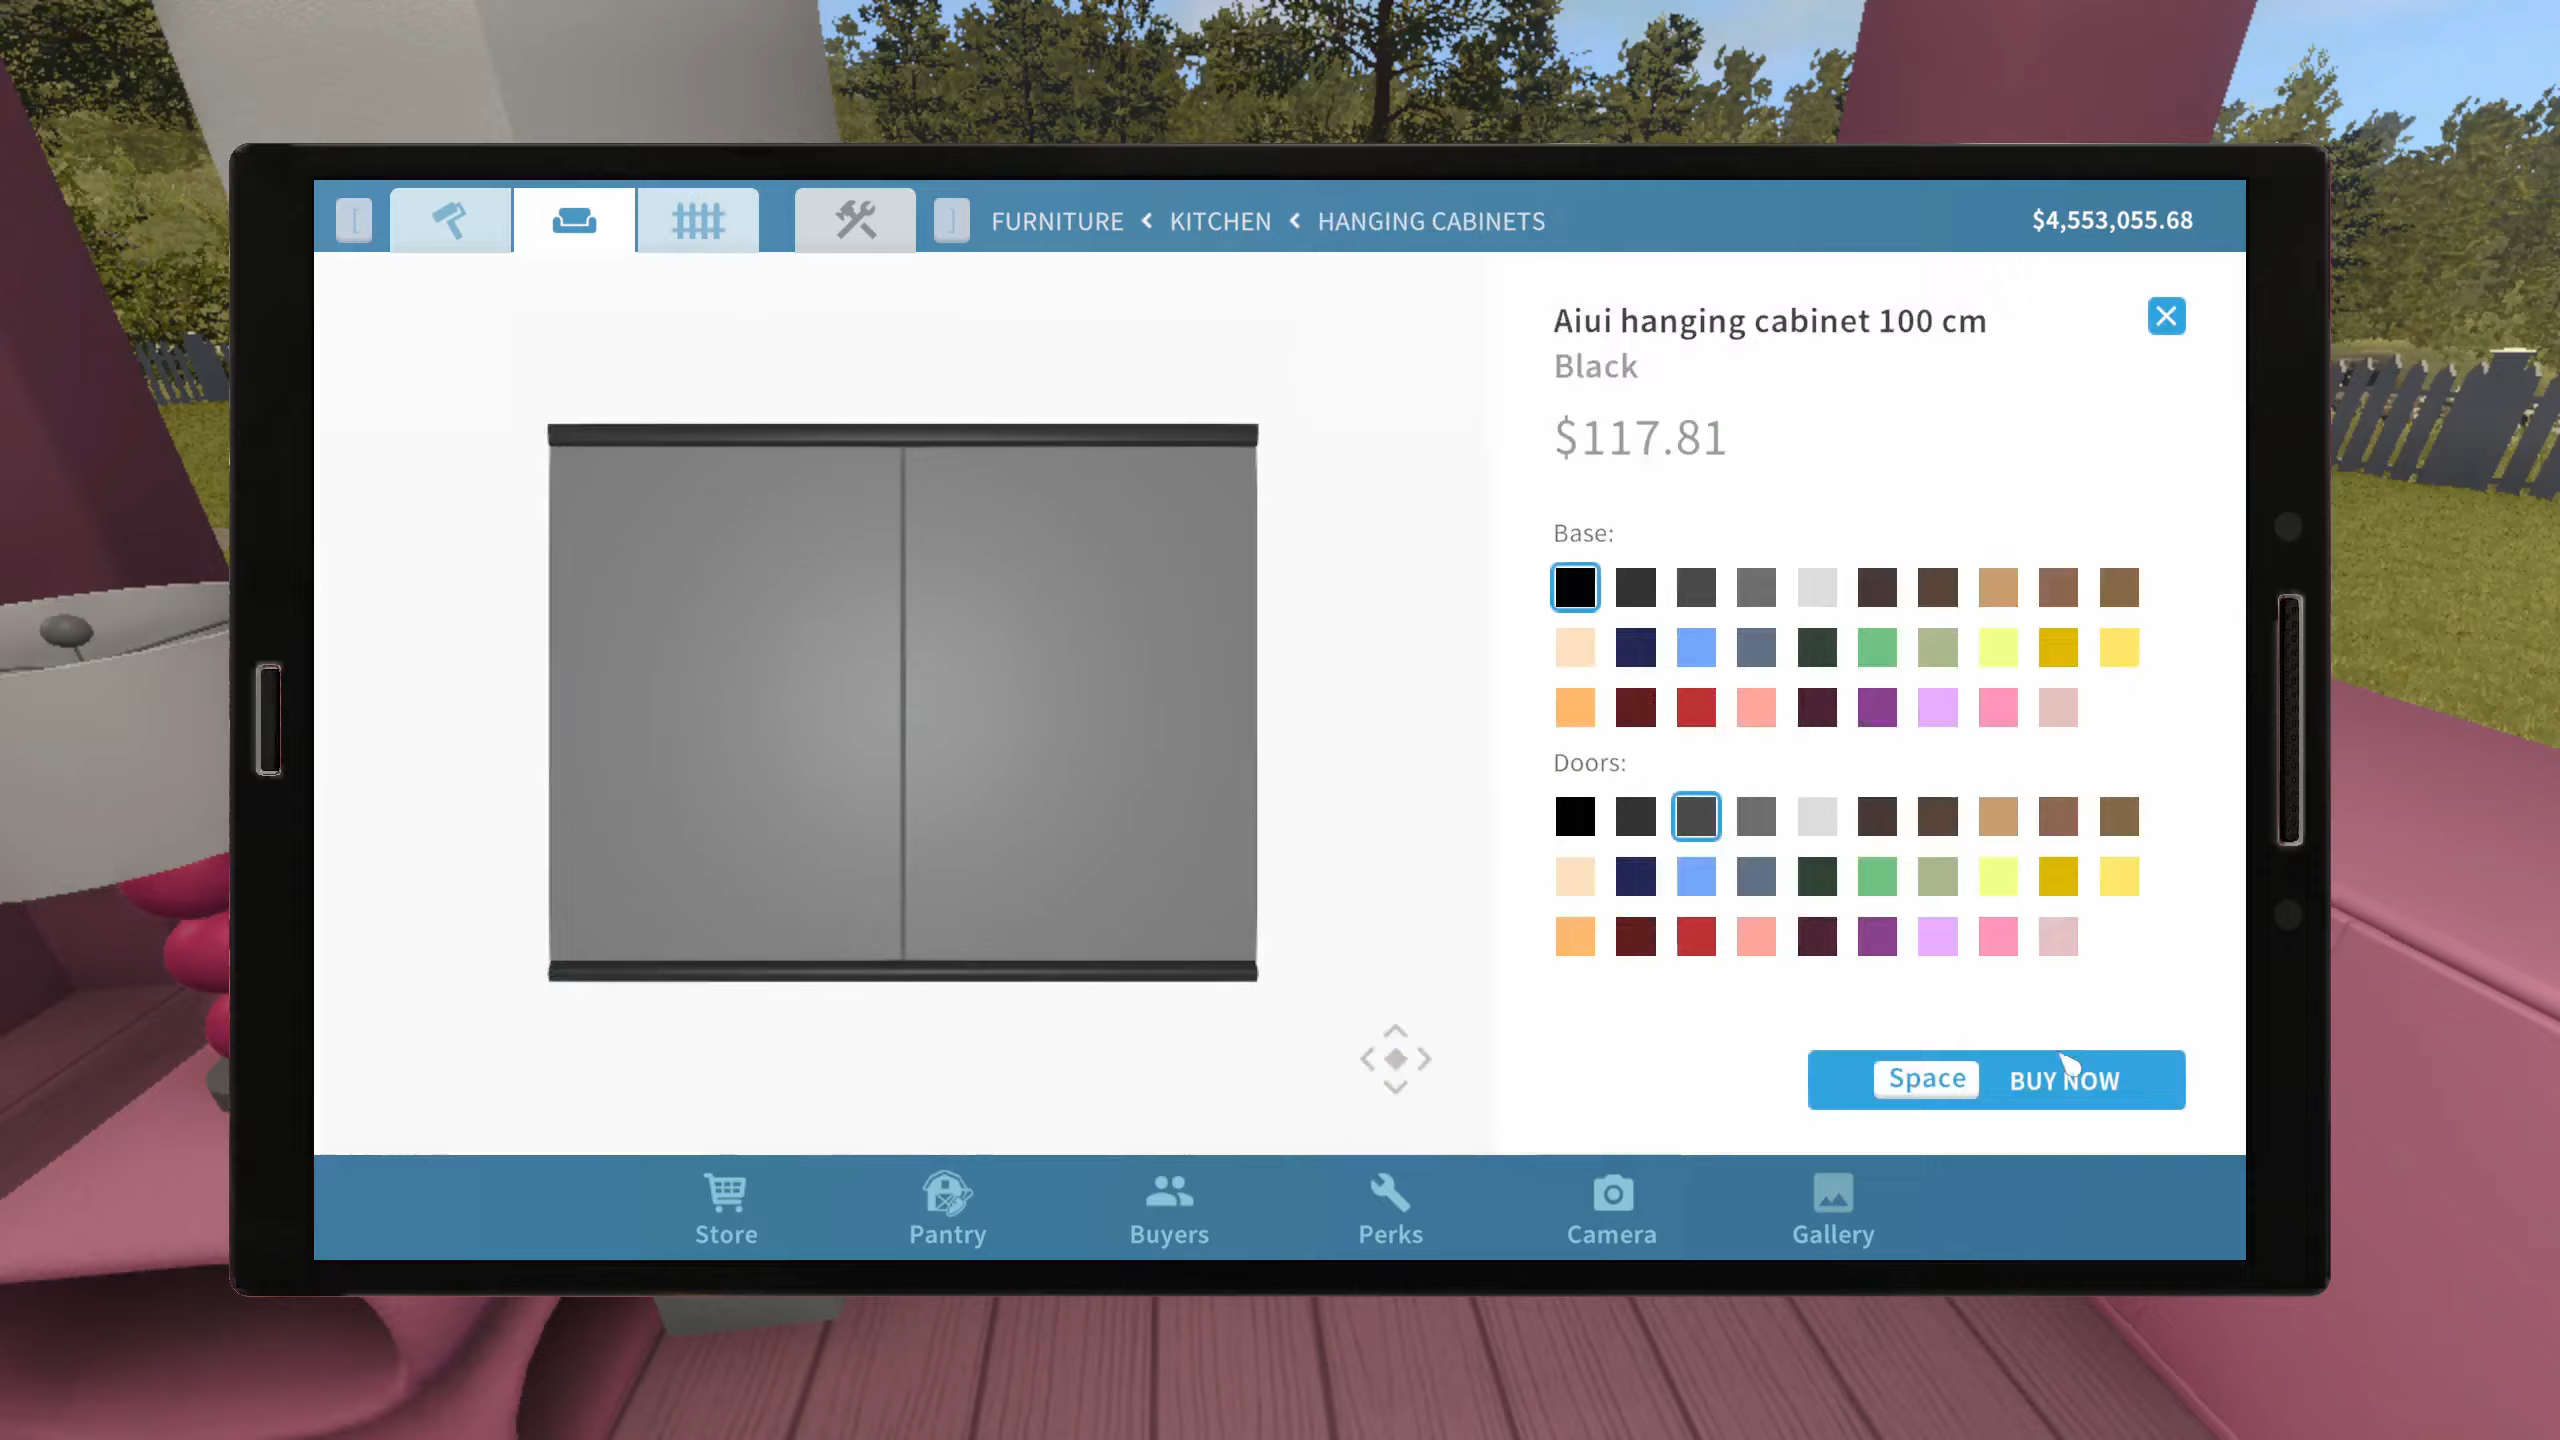 [
]
FURNITURE < KITCHEN < HANGING CABINETS
$4,553,055.68
Aiui hanging cabinet 100 cm
Black
$117.81
Base:
Doors:
Space BUY NOW
Store Pantry Buyers Perks Camera Gallery